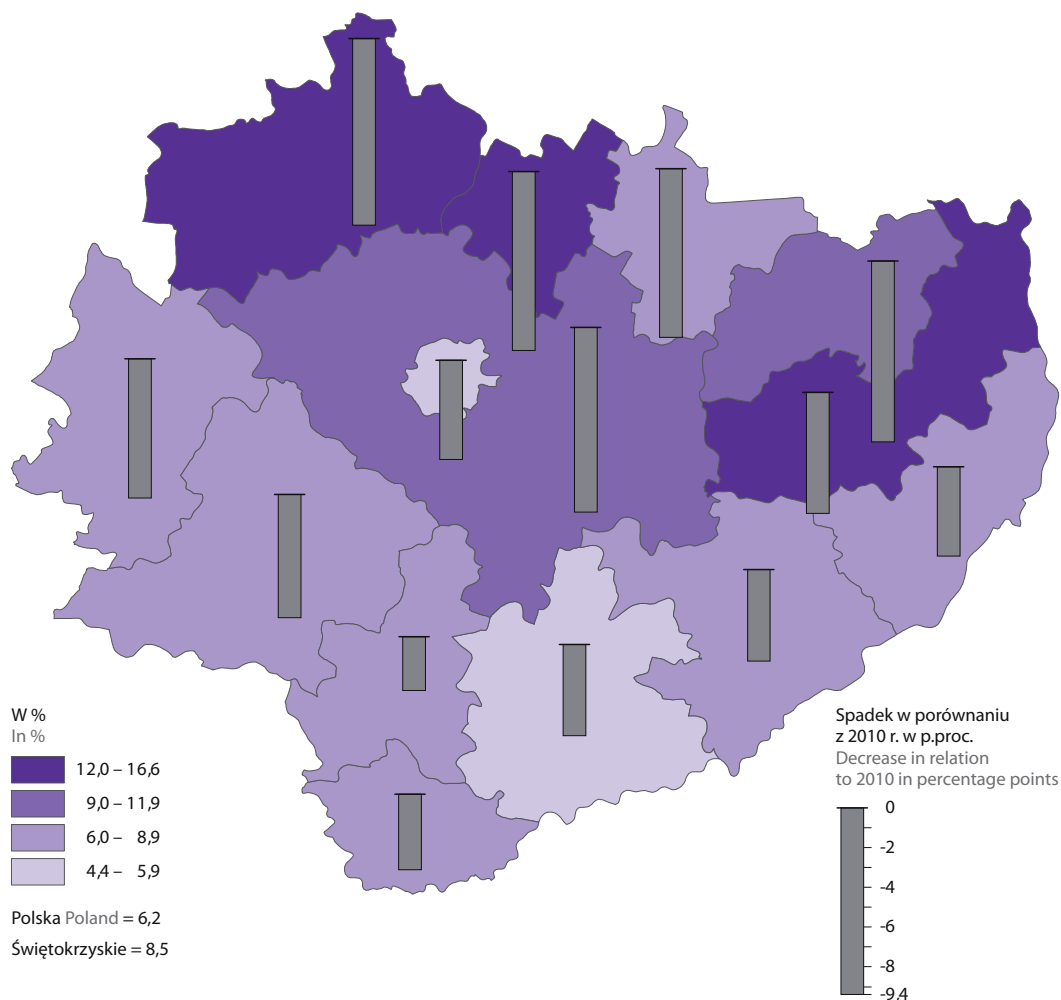 W %
In %
12,0 – 16,6
9,0 – 11,9
6,0 – 8,9
4,4 – 5,9
Polska Poland = 6,2
Świętokrzyskie = 8,5
Spadek w porównaniu
z 2010 r. w p.proc.
Decrease in relation
to 2010 in percentage points
0
-2
-4
-6
-8
-9,4